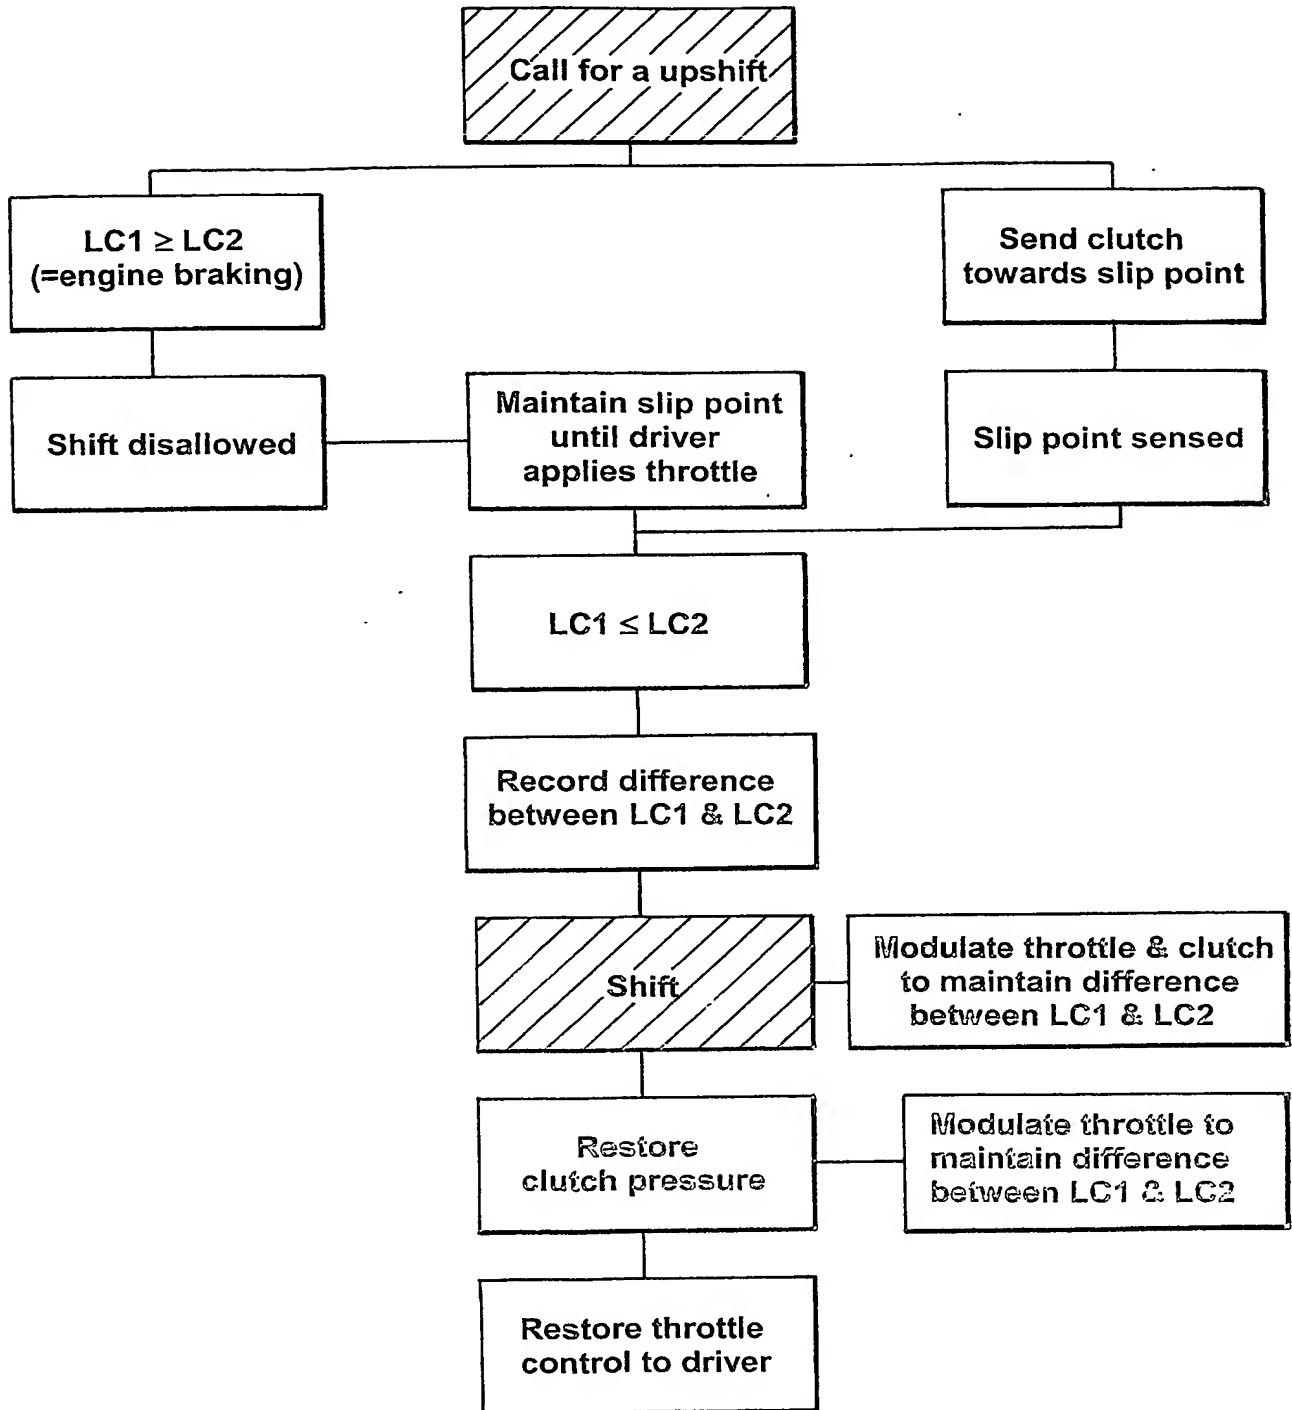 Call for a upshift
LC1 ≥ LC2
(=engine braking)
Send clutch
towards slip point
Shift disallowed
Maintain slip point
until driver
applies throttle
Slip point sensed
LC1 ≤ LC2
Record difference
between LC1 & LC2
Shift
Modulate throttle & clutch
to maintain difference
between LC1 & LC2
Restore
clutch pressure
Modulate throttle to
maintain difference
between LC1 & LC2
Restore throttle
control to driver